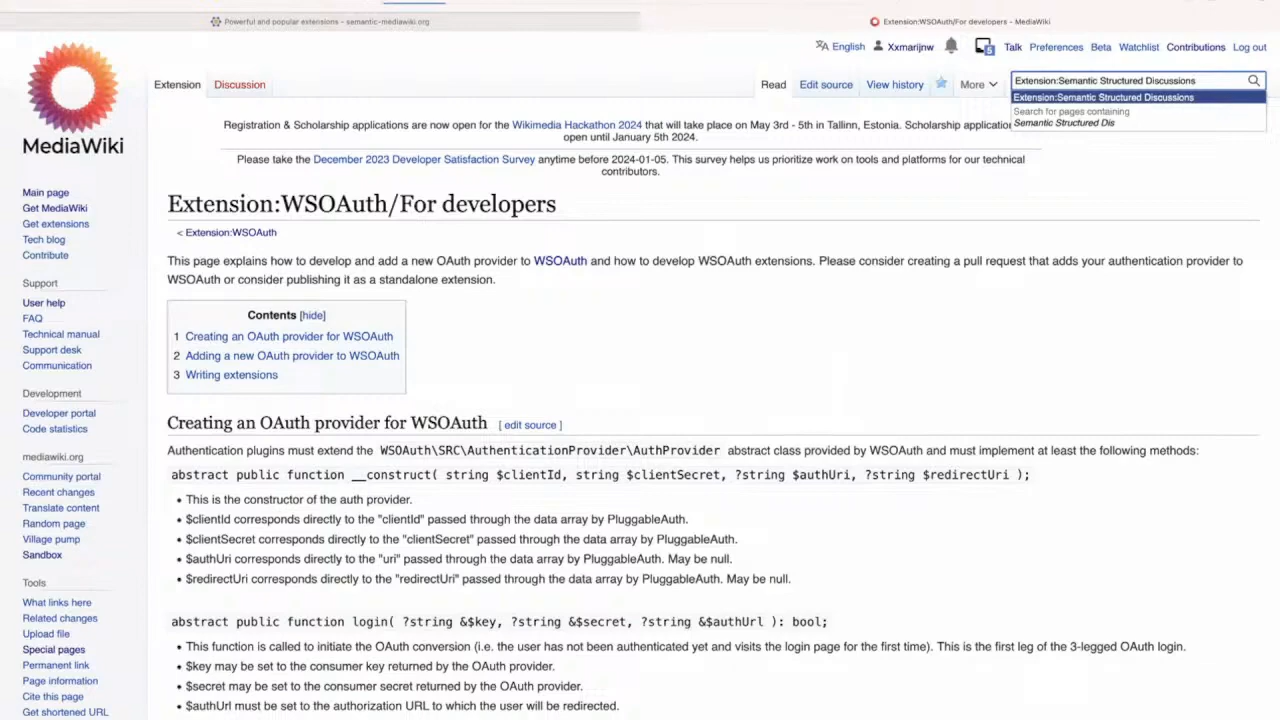 Powerful and popular extensions - semantic-mediawiki.org
Extension:WSOAuth/For developers - MediaWiki
English Xxmarijnw 5 Talk Preferences Beta Watchlist Contributions Log out
Extension Discussion Read Edit source View history More
Extension:Semantic Structured Discussions
Extension:Semantic Structured Discussions
Search for pages containing
Semantic Structured Dis
MediaWiki
Registration & Scholarship applications are now open for the Wikimedia Hackathon 2024 that will take place on May 3rd - 5th in Tallinn, Estonia. Scholarship
open until January 5th 2024.
Please take the December 2023 Developer Satisfaction Survey anytime before 2024-01-05. This survey helps us prioritize work on tools and platforms for our technical
contributors.
Main page
Get MediaWiki
Get extensions
Tech blog
Contribute
Support
User help
FAQ
Technical manual
Support desk
Communication
Development
Developer portal
Code statistics
mediawiki.org
Community portal
Recent changes
Translate content
Random page
Village pump
Sandbox
Tools
What links here
Related changes
Upload file
Special pages
Permanent link
Page information
Cite this page
Get shortened URL
Extension:WSOAuth/For developers
< Extension:WSOAuth
This page explains how to develop and add a new OAuth provider to WSOAuth and how to develop WSOAuth extensions. Please consider creating a pull request that adds your authentication provider to
WSOAuth or consider publishing it as a standalone extension.
Contents [hide]
1 Creating an OAuth provider for WSOAuth
2 Adding a new OAuth provider to WSOAuth
3 Writing extensions
Creating an OAuth provider for WSOAuth [ edit source ]
Authentication plugins must extend the WSOAuth\SRC\AuthenticationProvider\AuthProvider abstract class provided by WSOAuth and must implement at least the following methods:
abstract public function __construct( string $clientId, string $clientSecret, ?string $authUri, ?string $redirectUri );
• This is the constructor of the auth provider.
• $clientId corresponds directly to the "clientId" passed through the data array by PluggableAuth.
• $clientSecret corresponds directly to the "clientSecret" passed through the data array by PluggableAuth.
• $authUri corresponds directly to the "uri" passed through the data array by PluggableAuth. May be null.
• $redirectUri corresponds directly to the "redirectUri" passed through the data array by PluggableAuth. May be null.
abstract public function login( ?string &$key, ?string &$secret, ?string &$authUrl ): bool;
• This function is called to initiate the OAuth conversion (i.e. the user has not been authenticated yet and visits the login page for the first time). This is the first leg of the 3-legged OAuth login.
• $key may be set to the consumer key returned by the OAuth provider.
• $secret may be set to the consumer secret returned by the OAuth provider.
• $authUrl must be set to the authorization URL to which the user will be redirected.